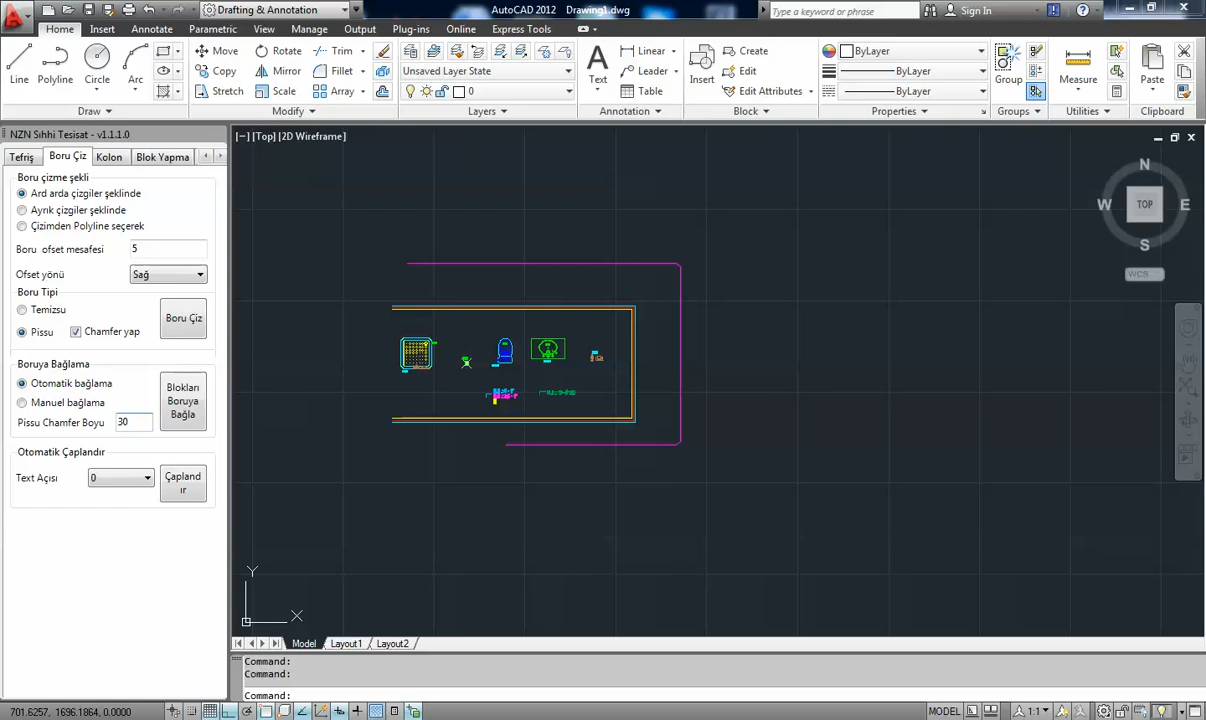 Drafting & Annotation
AutoCAD 2012 Drawing1.dwg
Type a keyword or phrase
Sign In
Home
Insert
Annotate
Parametric
View
Manage
Output
Plug-ins
Online
Express Tools
Line
Polyline
Circle
Arc
Move
Rotate
Trim
Copy
Mirror
Fillet
Stretch
Scale
Array
Unsaved Layer State
0
Text
Linear
Leader
Table
Insert
Create
Edit
Edit Attributes
ByLayer
ByLayer
ByLayer
Group
Measure
Paste
Draw
Modify
Layers
Annotation
Block
Properties
Groups
Utilities
Clipboard
NZN Sıhhi Tesisat - v1.1.1.0
Tefriş
Boru Çiz
Kolon
Blok Yapma
Boru çizme şekli
Ard arda çizgiler şeklinde
Ayrık çizgiler şeklinde
Çizimden Polyline seçerek
Boru ofset mesafesi
5
Ofset yönü
Sağ
Boru Tipi
Temizsu
Pissu
Chamfer yap
Boru Çiz
Boruya Bağlama
Otomatik bağlama
Manuel bağlama
Pissu Chamfer Boyu
30
Blokları
Boruya
Bağla
Otomatik Çaplandır
Text Açısı
0
Çapland
ır
[−] [Top] [2D Wireframe]
N
W
TOP
E
S
WCS
Y
X
Model
Layout1
Layout2
Command:
Command:
Command:
701.6257, 1696.1864, 0.0000
MODEL
1:1